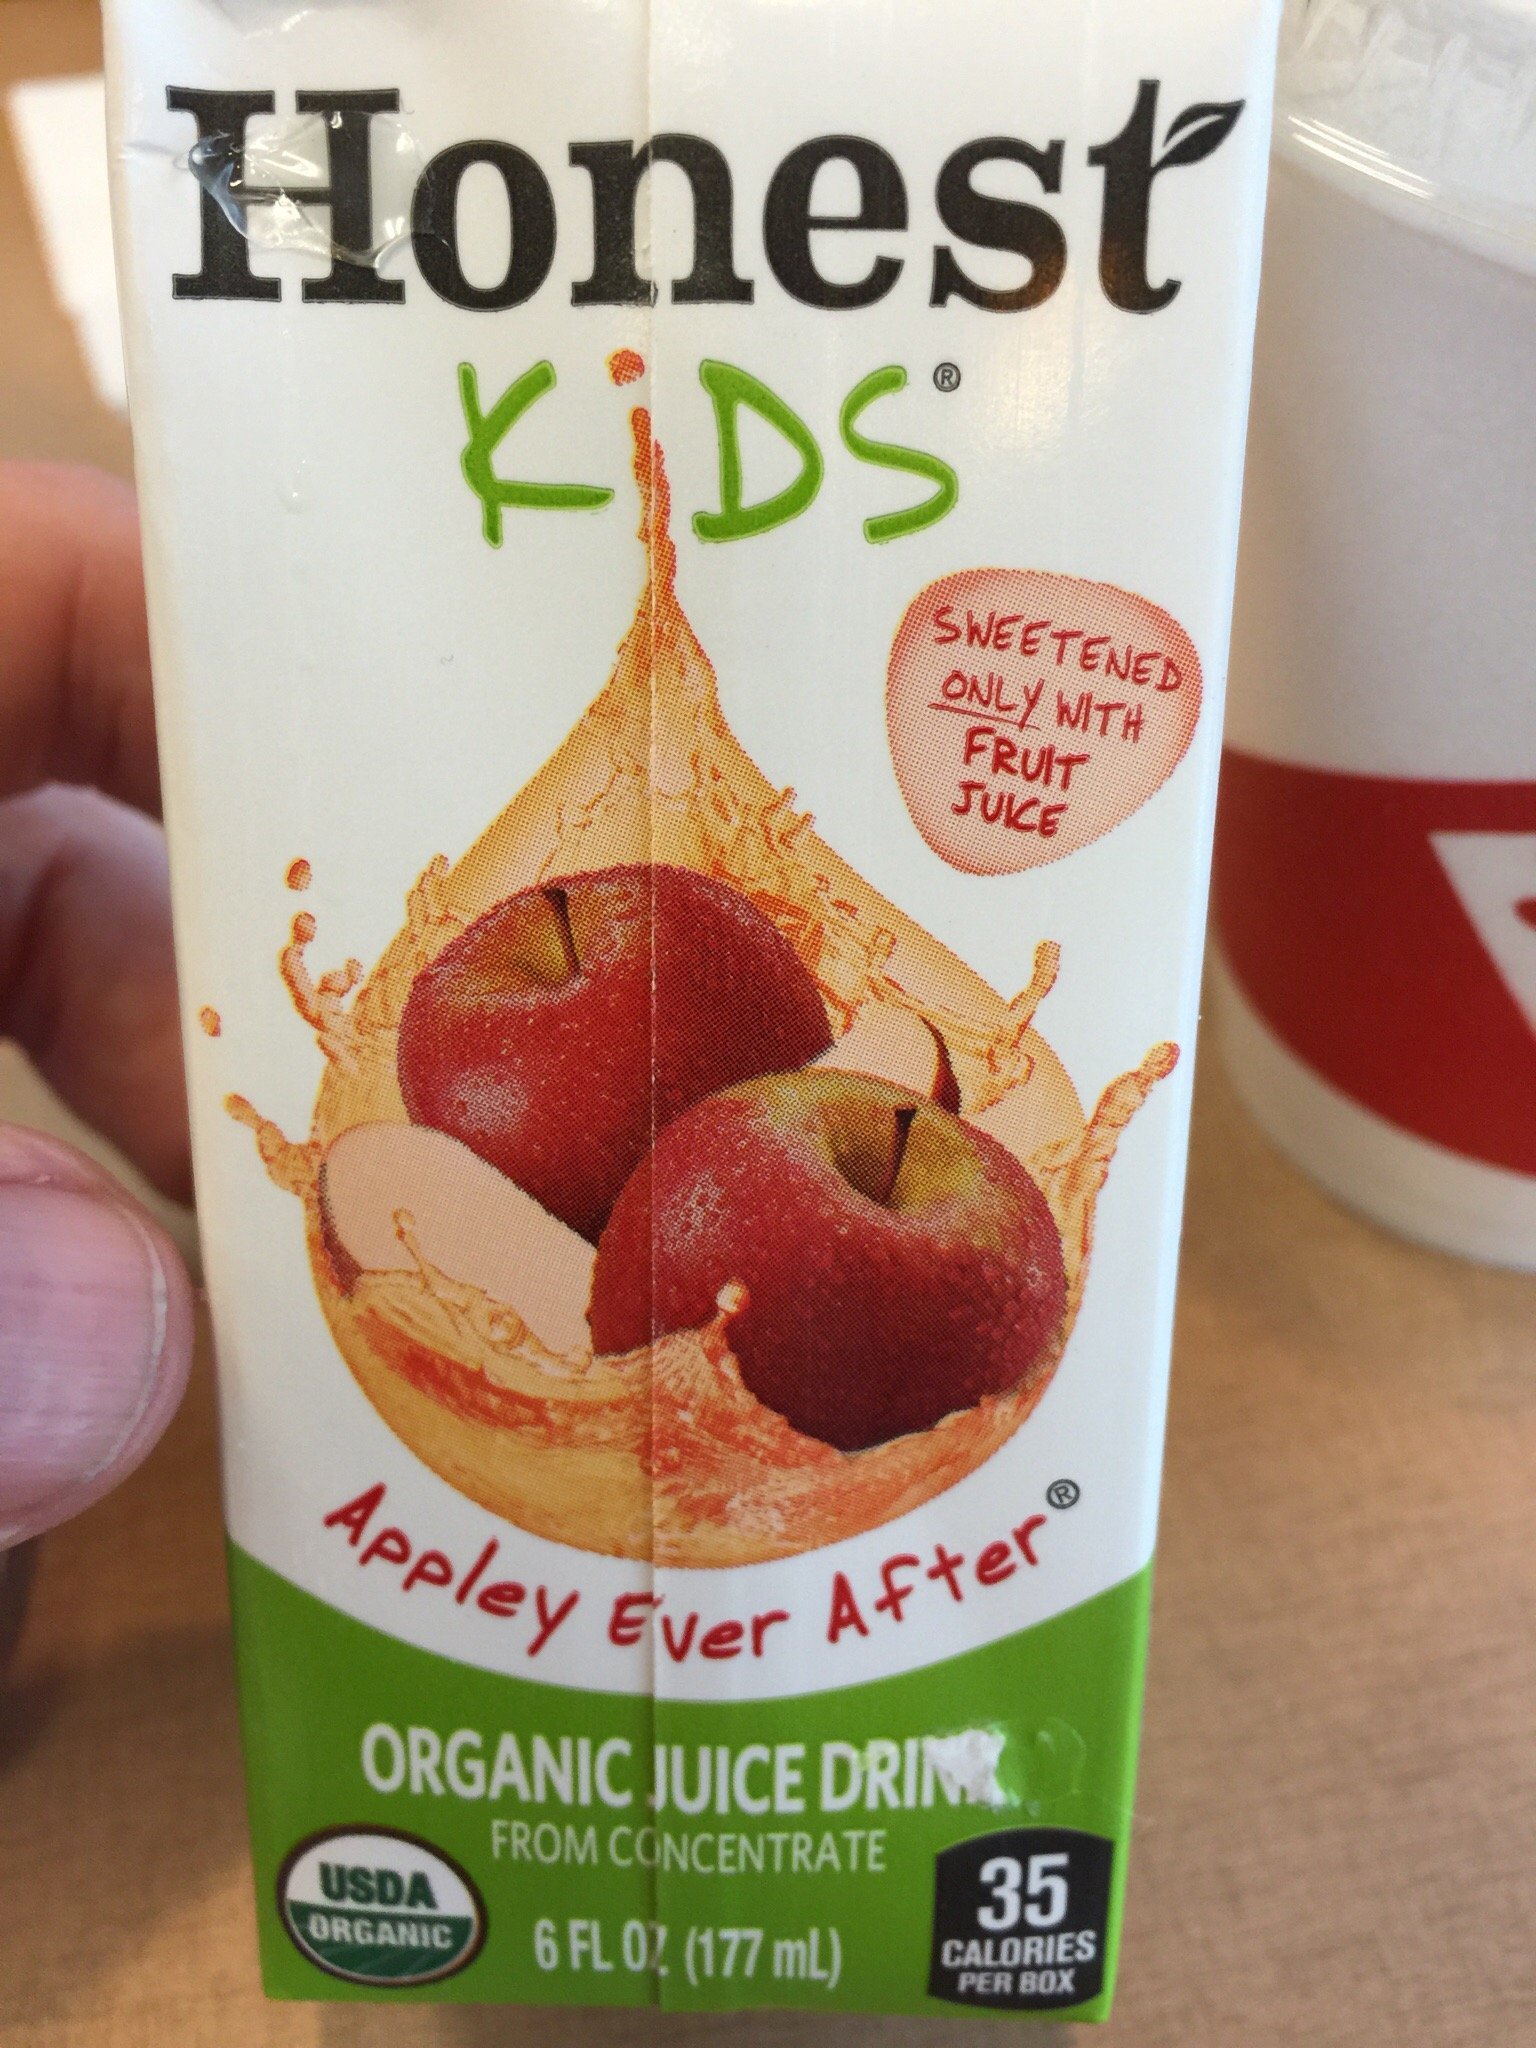 Honest
KiDS®
SWEETENED
ONLY WITH
FRUIT
JUICE
Appley Ever After®
ORGANIC JUICE DRINK
FROM CONCENTRATE
USDA
ORGANIC
6 FL OZ (177 mL)
35
CALORIES
PER BOX